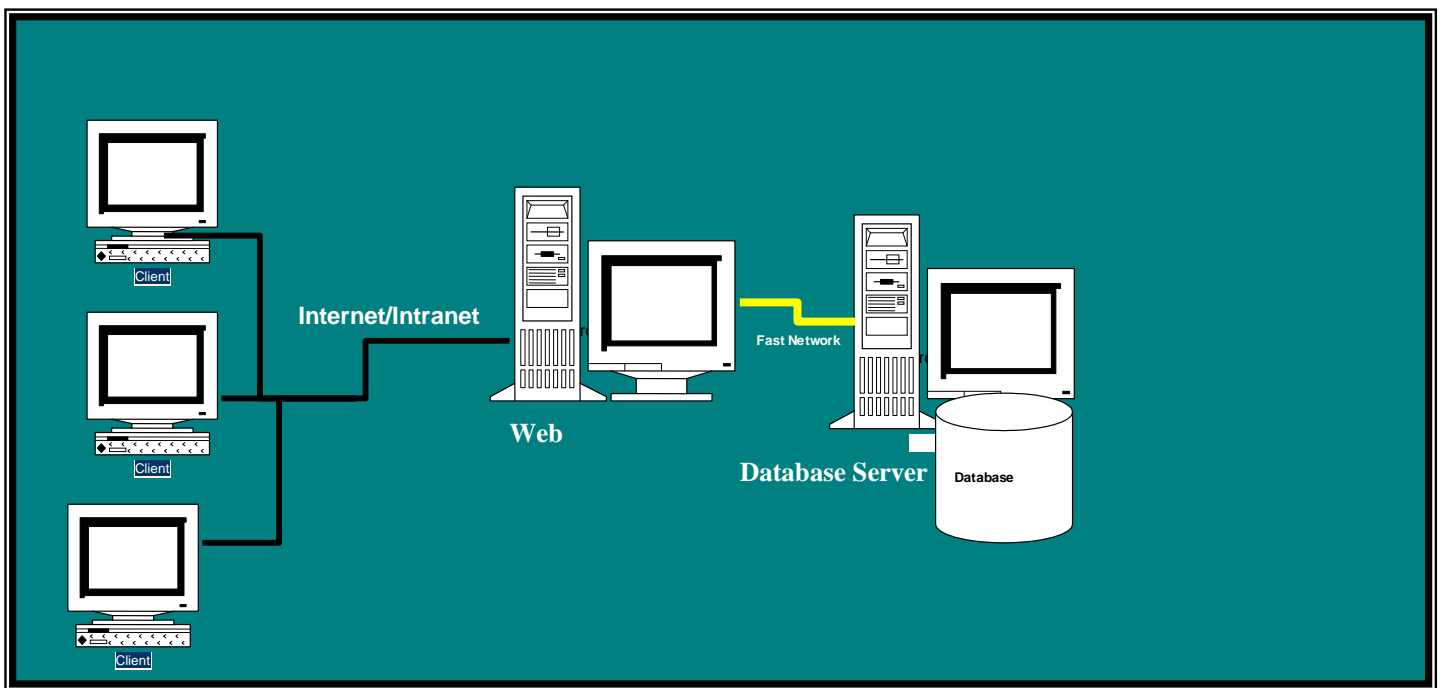 Client
Internet/Intranet
Fast Network
Client
Web
Database Server
Database
Client